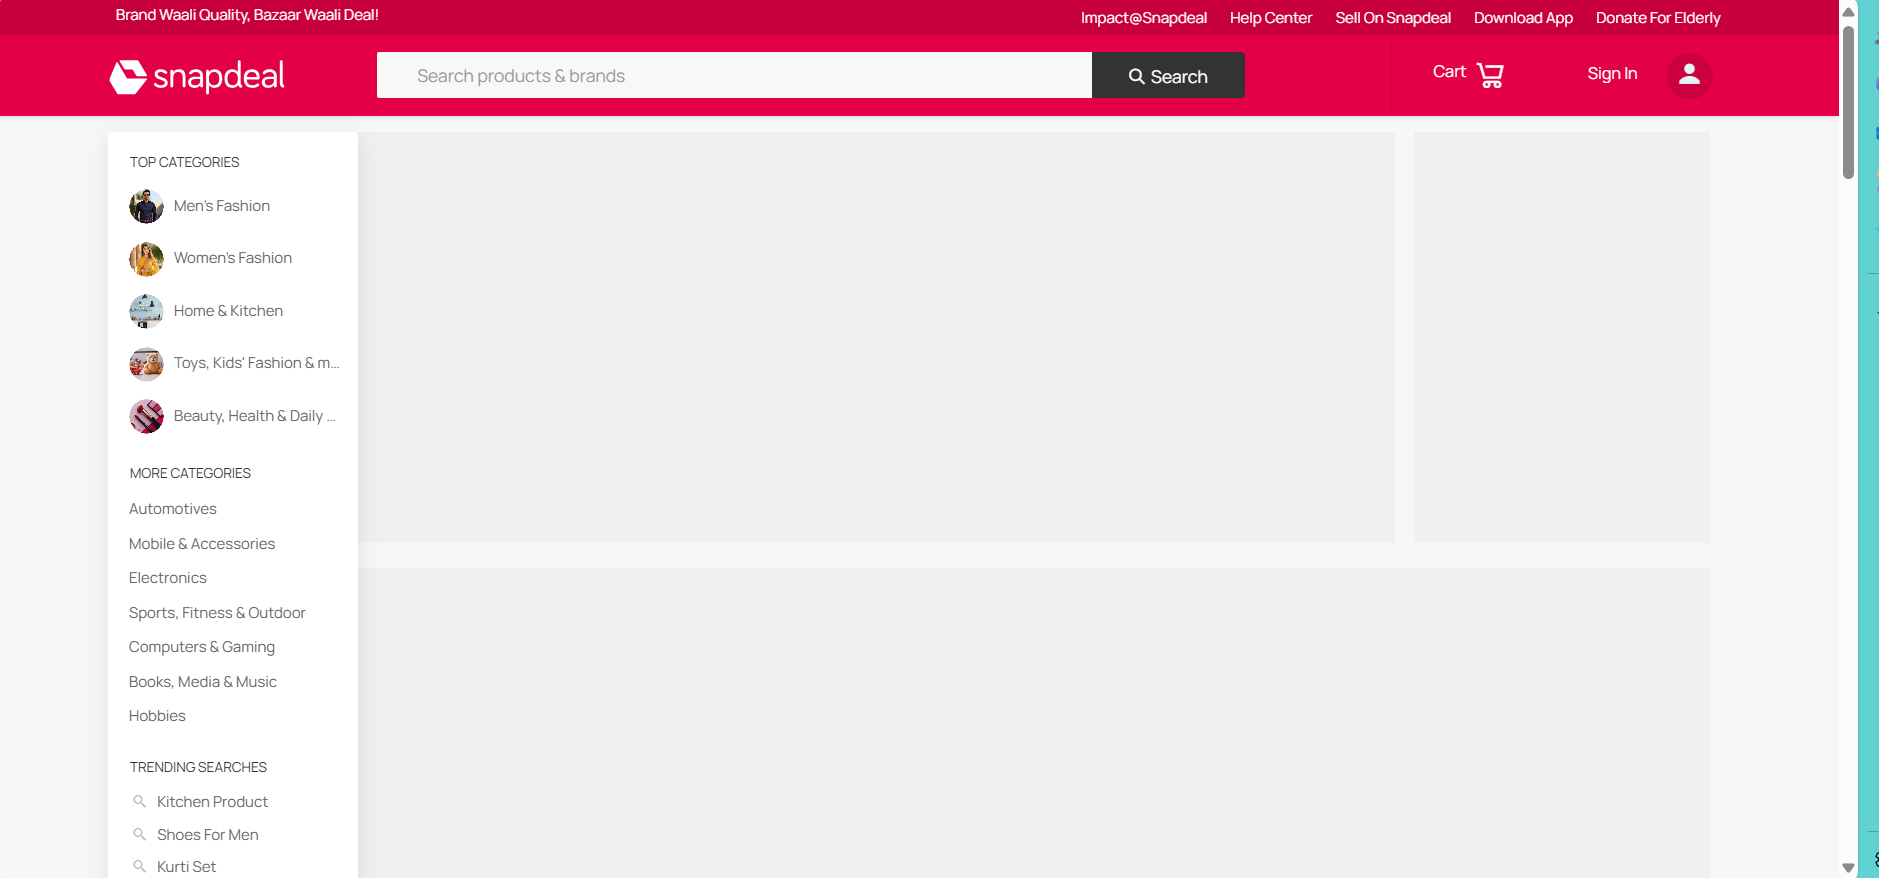 Brand Waali Quality, Bazaar Waali Deal!
Impact@Snapdeal Help Center Sell On Snapdeal Download App Donate For Elderly
snapdeal
Search products & brands
Search
Cart
Sign In
TOP CATEGORIES
Men's Fashion
Women's Fashion
Home & Kitchen
Toys, Kids' Fashion & m...
Beauty, Health & Daily ...
MORE CATEGORIES
Automotives
Mobile & Accessories
Electronics
Sports, Fitness & Outdoor
Computers & Gaming
Books, Media & Music
Hobbies
TRENDING SEARCHES
Kitchen Product
Shoes For Men
Kurti Set